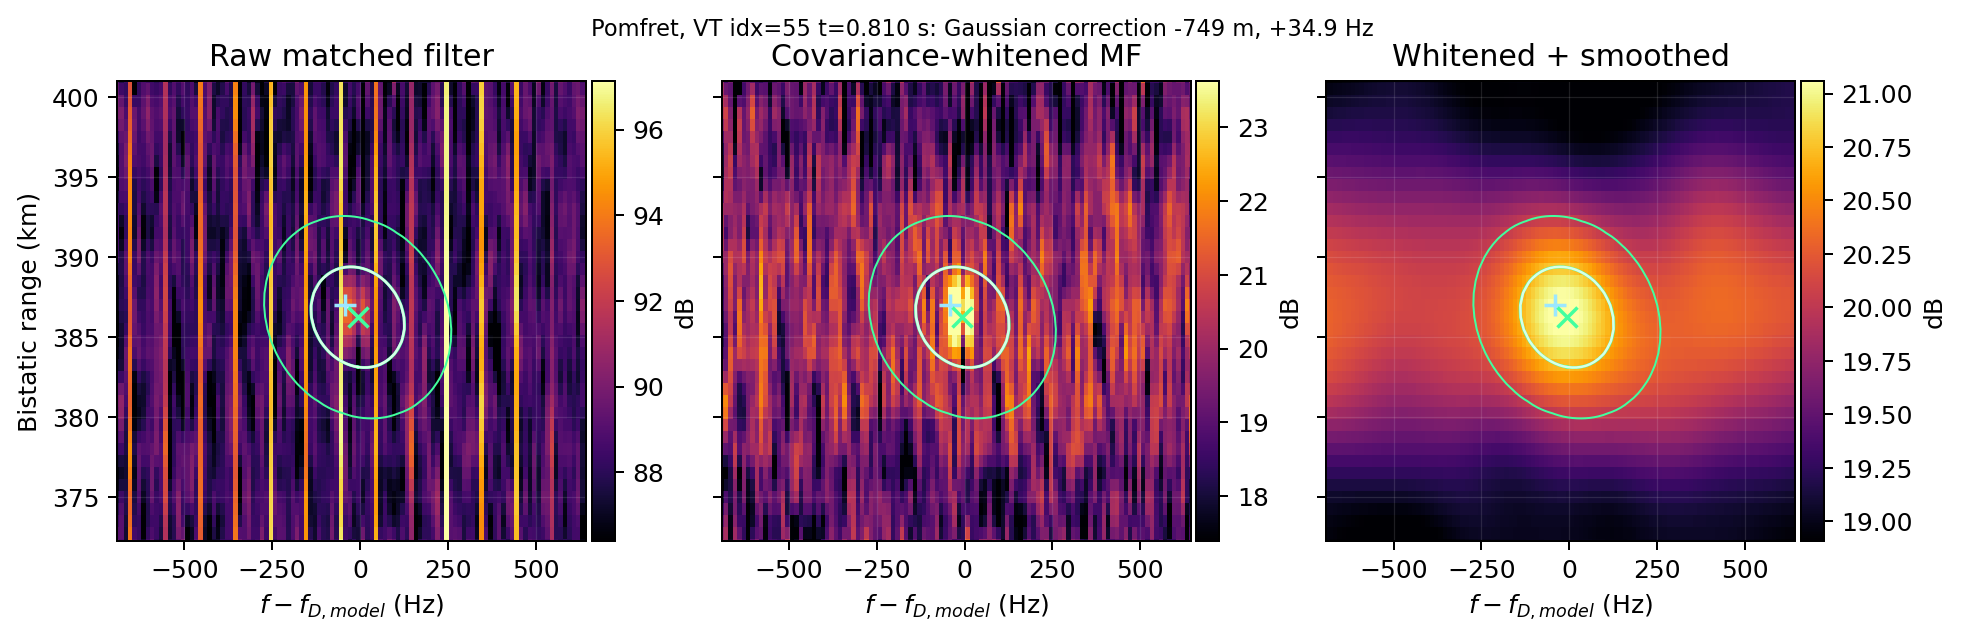 Pomfret, VT idx=55 t=0.810 s: Gaussian correction -749 m, +34.9 Hz
Raw matched filter
Covariance-whitened MF
Whitened + smoothed
Bistatic range (km)
400
395
390
385
380
375
−500 −250 0 250 500
f − f_{D, model} (Hz)
96
94
92
90
88
dB
−500 −250 0 250 500
f − f_{D, model} (Hz)
23
22
21
20
19
18
dB
−500 −250 0 250 500
f − f_{D, model} (Hz)
21.00
20.75
20.50
20.25
20.00
19.75
19.50
19.25
19.00
dB